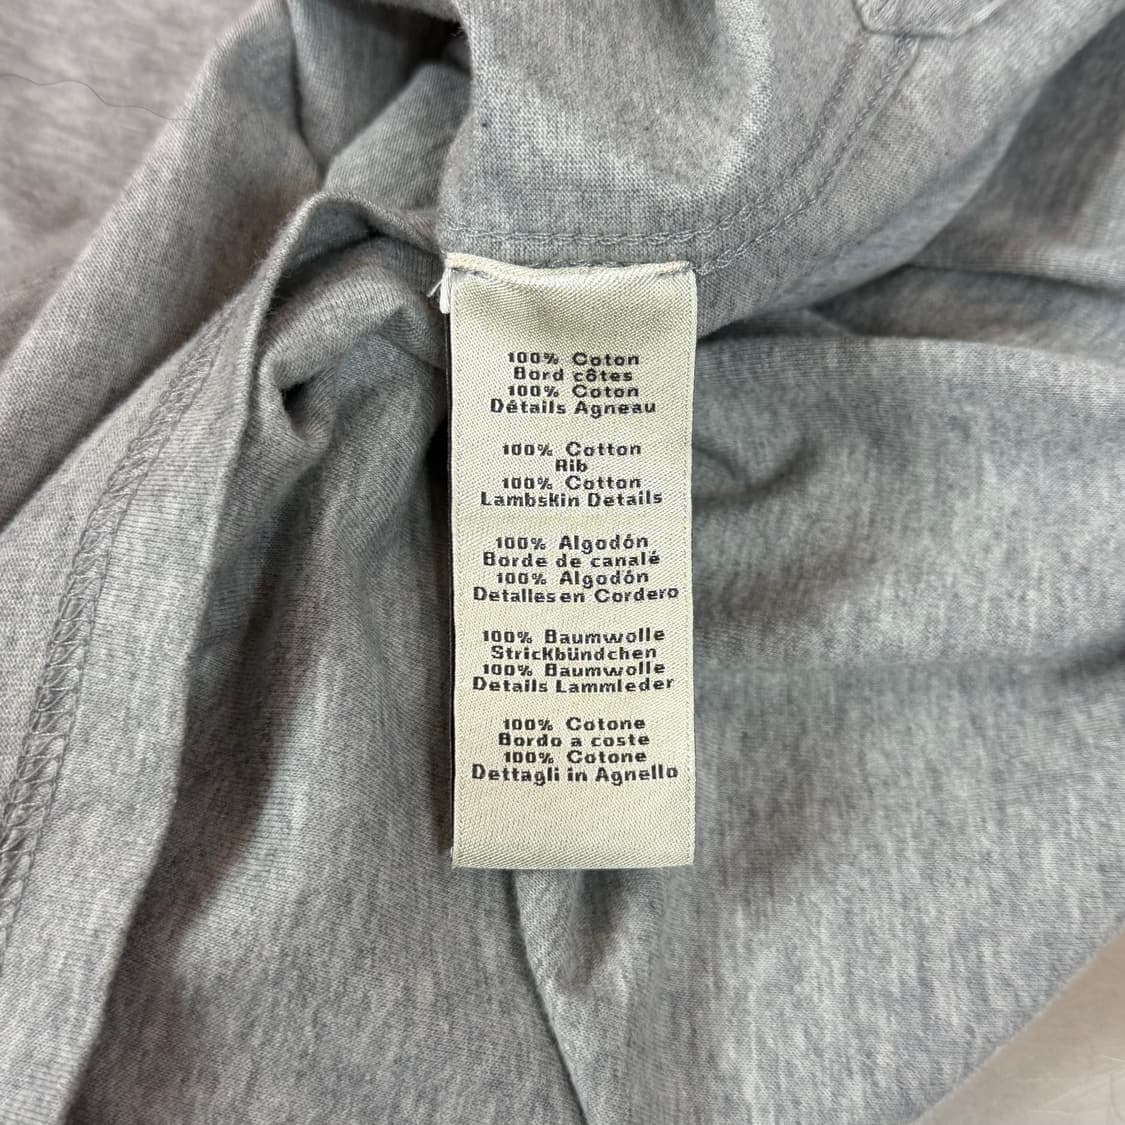 100% Coton
Bord côtes
100% Coton
Détails Agneau
100% Cotton
Rib
100% Cotton
Lambskin Details
100% Algodón
Borde de canalé
100% Algodón
Detalles en Cordero
100% Baumwolle
Strickbündchen
100% Baumwolle
Details Lammleder
100% Cotone
Bordo a coste
100% Cotone
Dettagli in Agnello